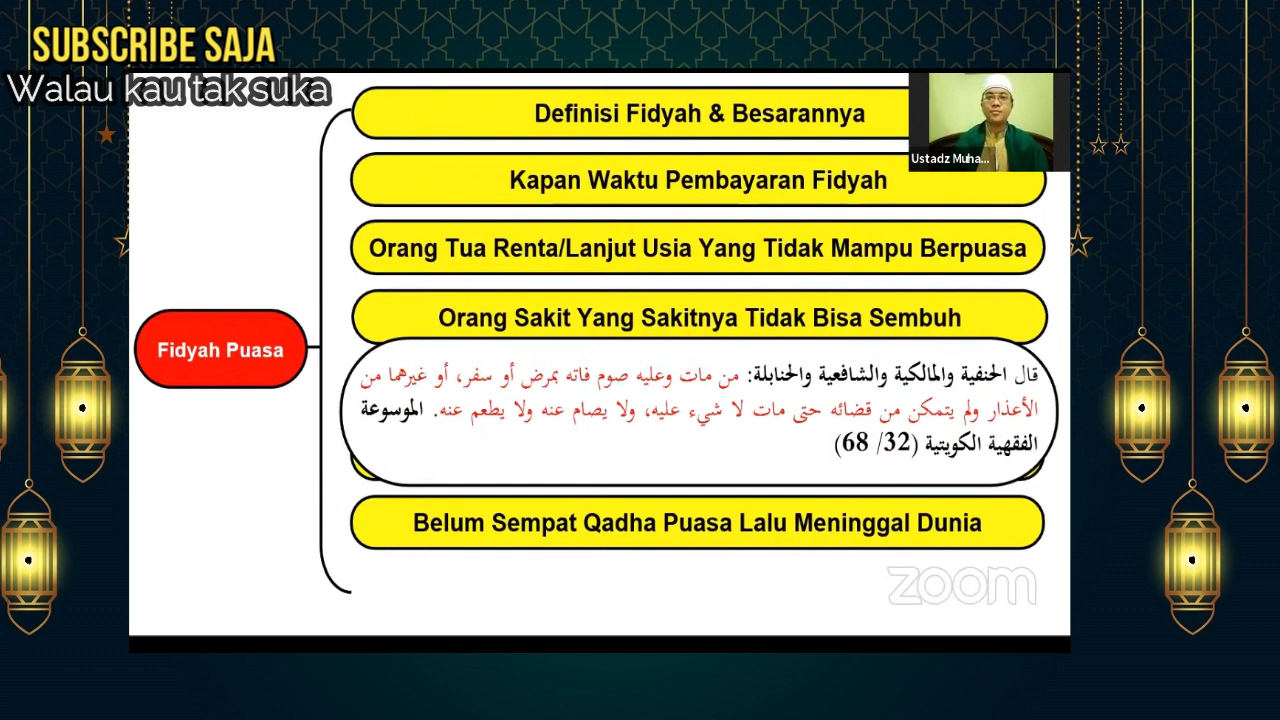 SUBSCRIBE SAJA
Walau kau tak suka
Definisi Fidyah & Besarannya
Ustadz Muha...
Kapan Waktu Pembayaran Fidyah
Orang Tua Renta/Lanjut Usia Yang Tidak Mampu Berpuasa
Orang Sakit Yang Sakitnya Tidak Bisa Sembuh
Fidyah Puasa
قال الحنفية والمالكية والشافعية والحنابلة: من مات وعليه صوم فاته بمرض أو سفر، أو غيرهما من
الأعذار ولم يتمكن من قضائه حتى مات لا شيء عليه، ولا يصام عنه ولا يطعم عنه. الموسوعة
الفقهية الكويتية (32/ 68)
Belum Sempat Qadha Puasa Lalu Meninggal Dunia
zoom